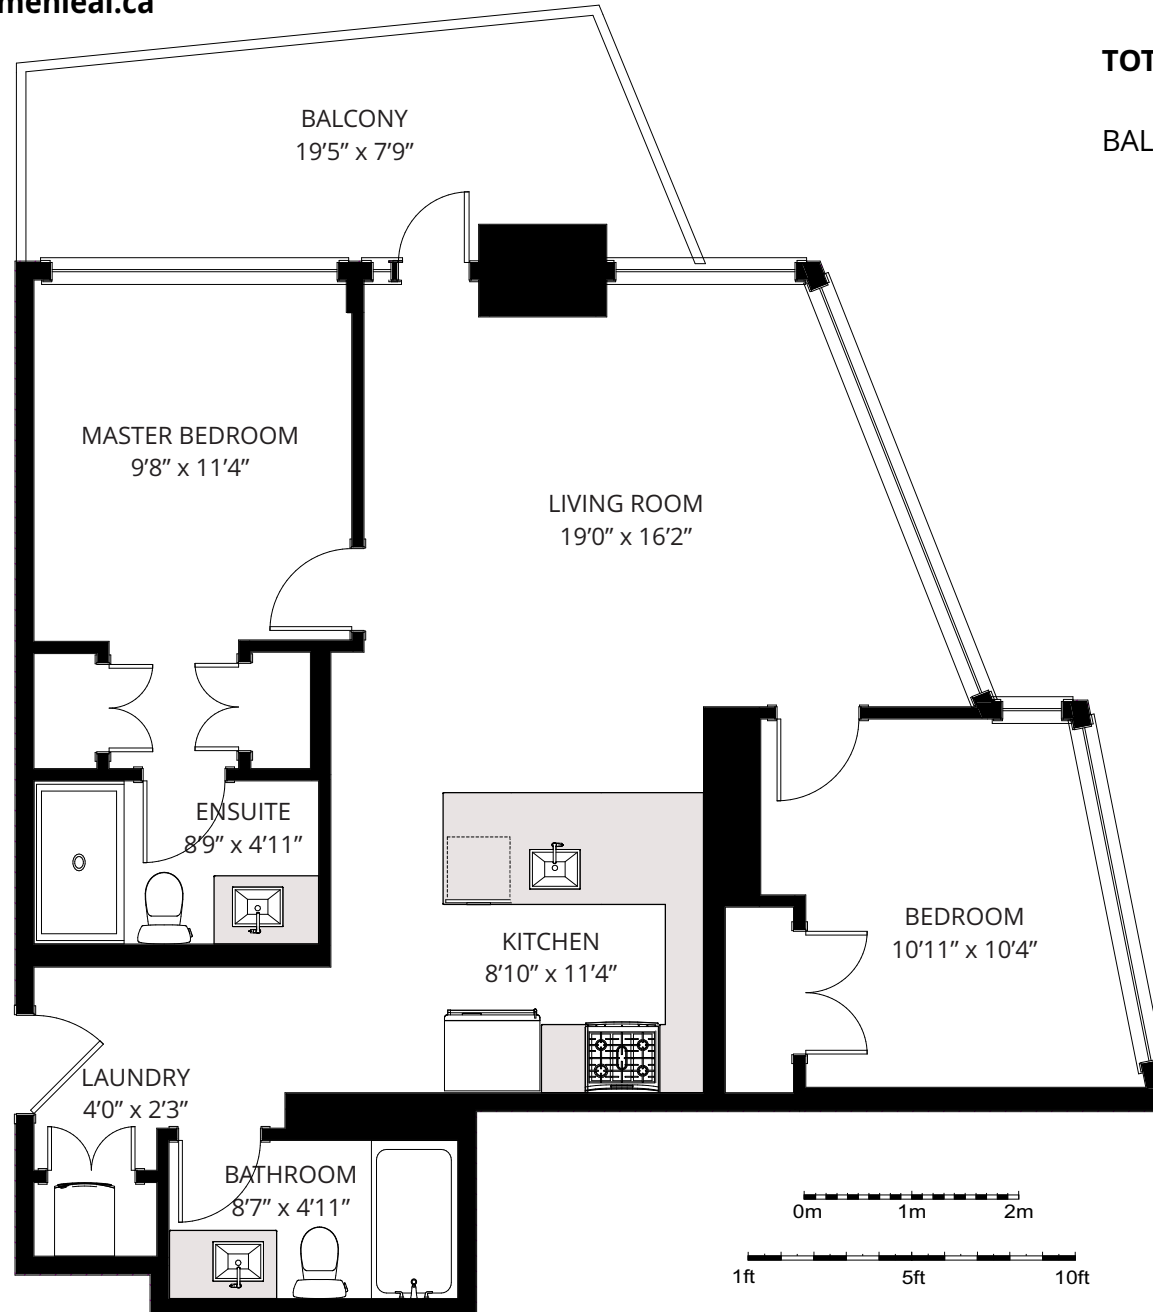 menleal.ca
TOT
BAL
BALCONY
19'5" x 7'9"
MASTER BEDROOM
9'8" x 11'4"
LIVING ROOM
19'0" x 16'2"
ENSUITE
8'9" x 4'11"
KITCHEN
8'10" x 11'4"
BEDROOM
10'11" x 10'4"
LAUNDRY
4'0" x 2'3"
BATHROOM
8'7" x 4'11"
0m 1m 2m
1ft 5ft 10ft